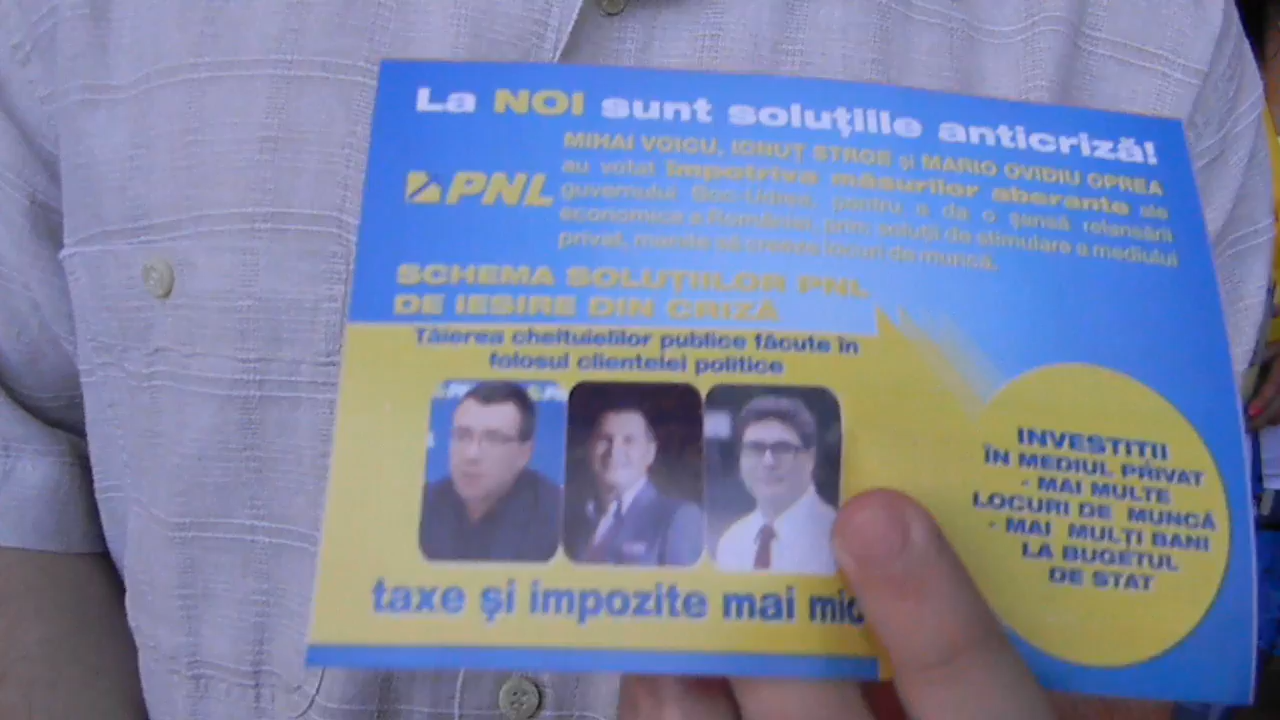 La NOI sunt soluțiile anticriză!
MIHAI VOICU, IONUȚ STROE și MARIO OVIDIU OPREA
au votat împotriva măsurilor aberante ale
PNL
guvernului Boc-Udrea, pentru a da o șansă relansării
economice a României, prin soluții de stimulare a mediului
privat, menite să creeze locuri de muncă.
SCHEMA SOLUȚIILOR PNL
DE IESIRE DIN CRIZĂ
Tăierea cheltuielilor publice făcute în
folosul clientelei politice
INVESTITII
ÎN MEDIUL PRIVAT
- MAI MULTE
LOCURI DE MUNCĂ
- MAI MULȚI BANI
LA BUGETUL
DE STAT
taxe și impozite mai mic